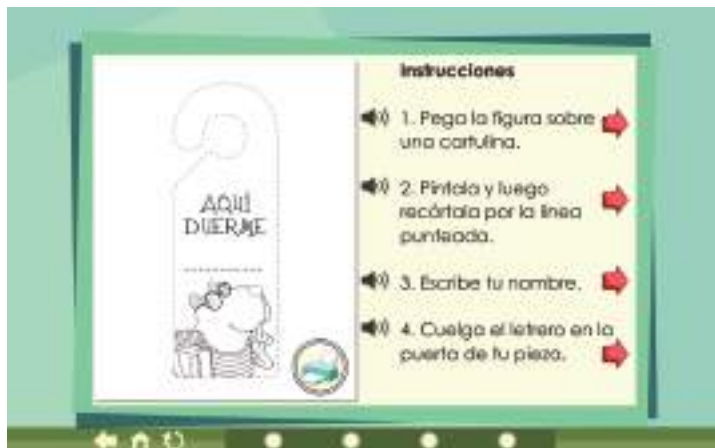 AQUÍ
DUERME
Instrucciones
1. Pega la figura sobre
una cartulina.
2. Píntala y luego
recórtala por la línea
punteada.
3. Escribe tu nombre.
4. Cuelga el letrero en la
puerta de tu pieza.